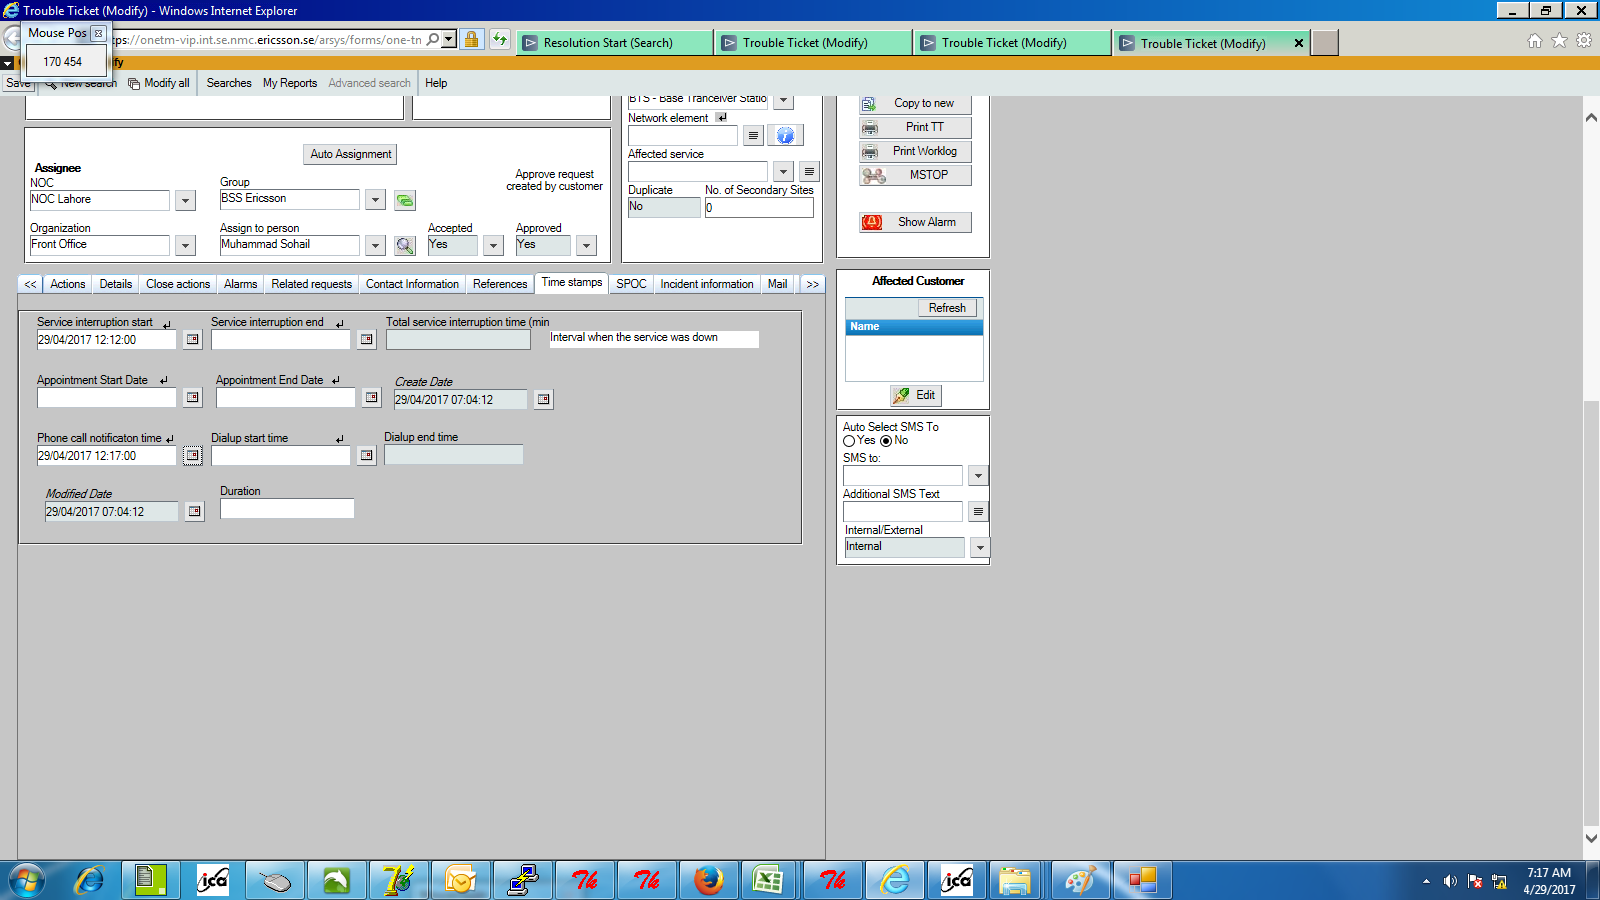 Trouble Ticket (Modify) - Windows Internet Explorer
Mouse Pos
170 454
tps://onetm-vip.int.se.nmc.ericsson.se/arsys/forms/one-tn
Resolution Start (Search)
Trouble Ticket (Modify)
Trouble Ticket (Modify)
Trouble Ticket (Modify)
fy
Save
New search
Modify all
Searches
My Reports
Advanced search
Help
BTS - Base Tranceiver Statio
Network element
Affected service
Duplicate
No. of Secondary Sites
No
0
Copy to new
Print TT
Print Worklog
MSTOP
Show Alarm
Auto Assignment
Assignee
NOC
NOC Lahore
Group
BSS Ericsson
Approve request
created by customer
Organization
Front Office
Assign to person
Muhammad Sohail
Accepted
Yes
Approved
Yes
<<
Actions
Details
Close actions
Alarms
Related requests
Contact Information
References
Time stamps
SPOC
Incident information
Mail
>>
Service interruption start
29/04/2017 12:12:00
Service interruption end
Total service interruption time (min
Interval when the service was down
Appointment Start Date
Appointment End Date
Create Date
29/04/2017 07:04:12
Phone call notificaton time
29/04/2017 12:17:00
Dialup start time
Dialup end time
Modified Date
29/04/2017 07:04:12
Duration
Affected Customer
Refresh
Name
Edit
Auto Select SMS To
Yes
No
SMS to:
Additional SMS Text
Internal/External
Internal
ica
7
Tk
Tk
Tk
ica
7:17 AM
4/29/2017